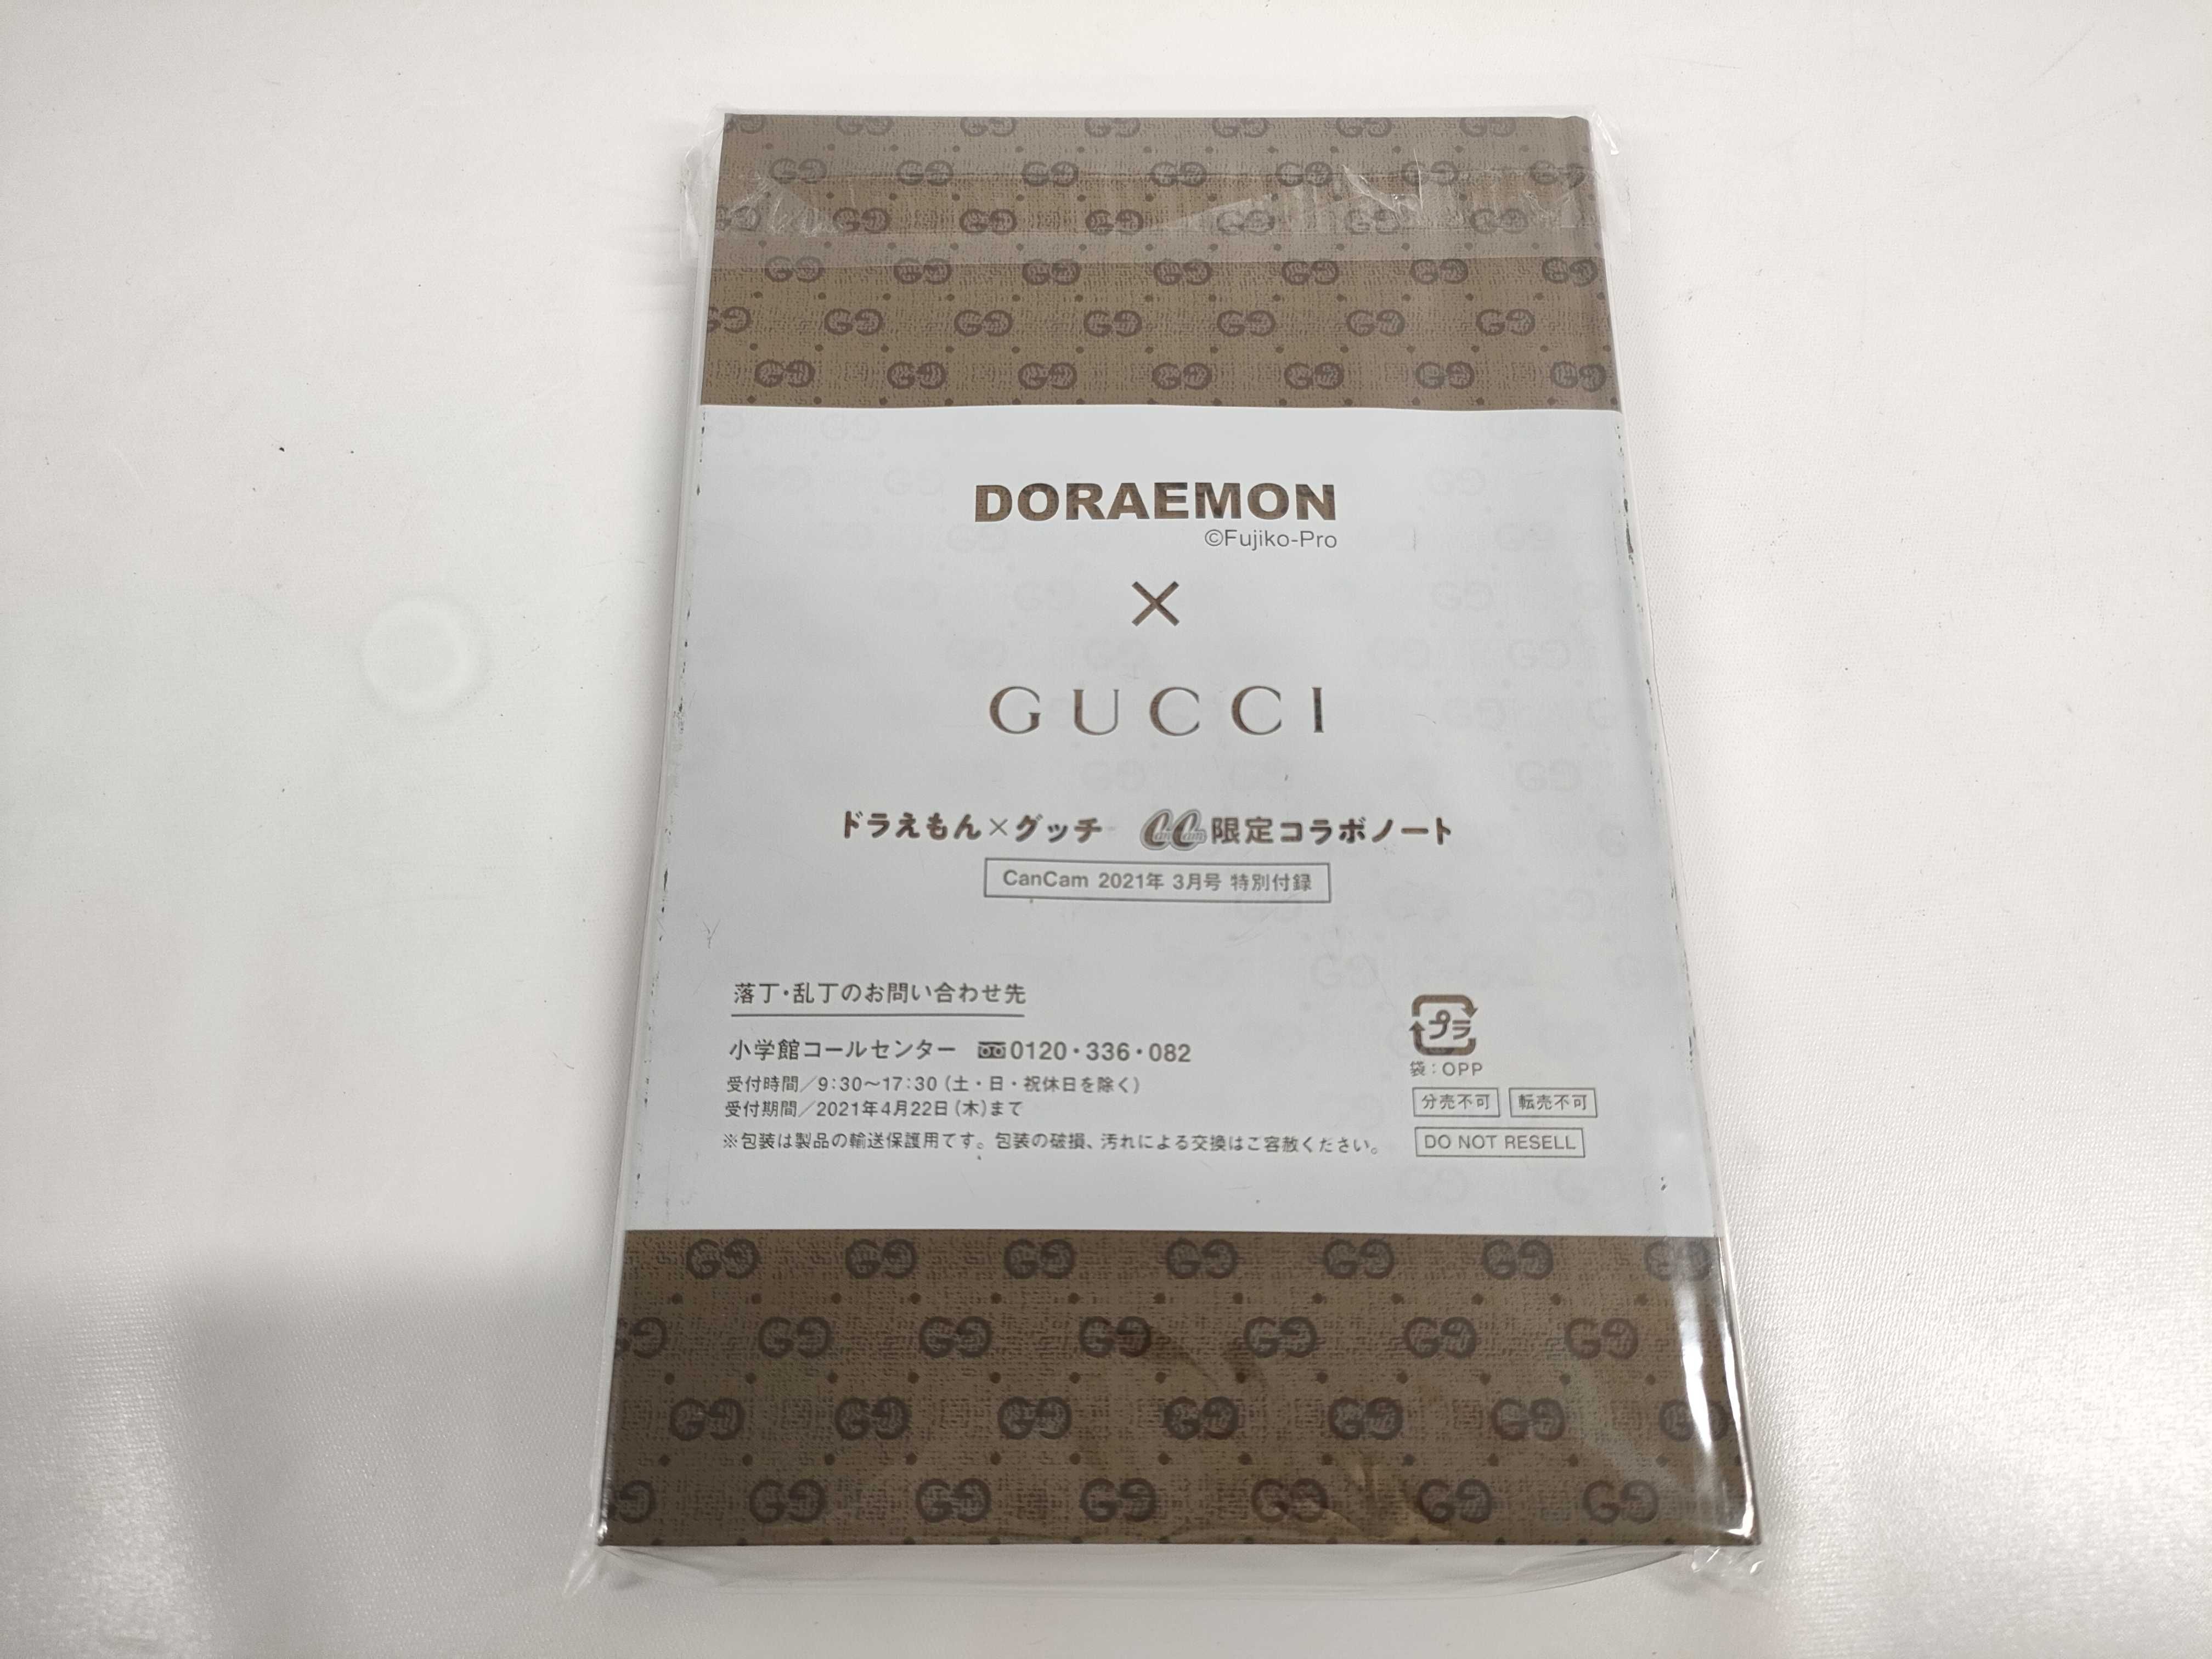 DORAEMON
©Fujiko-Pro
×
GUCCI
ドラえもん×グッチ CC限定コラボノート
CanCam 2021年 3月号 特別付録
落丁・乱丁のお問い合わせ先
小学館コールセンター 0120・336・082
受付時間／9:30〜17:30（土・日・祝休日を除く）
受付期間／2021年4月22日（木）まで
※包装は製品の輸送保護用です。包装の破損、汚れによる交換はご容赦ください。
プラ
袋：OPP
分売不可 転売不可
DO NOT RESELL